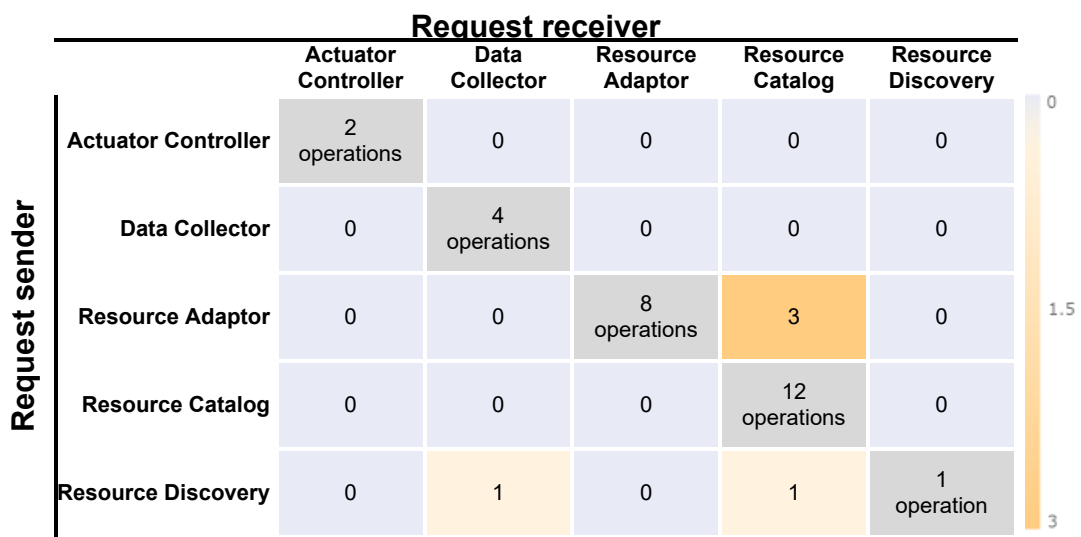 Request receiver
Actuator
Controller
Data
Collector
Resource
Adaptor
Resource
Catalog
Resource
Discovery
Request sender
Actuator Controller
2
operations
0
0
0
0
Data Collector
0
4
operations
0
0
0
Resource Adaptor
0
0
8
operations
3
0
Resource Catalog
0
0
0
12
operations
0
Resource Discovery
0
1
0
1
1
operation
0
1.5
3